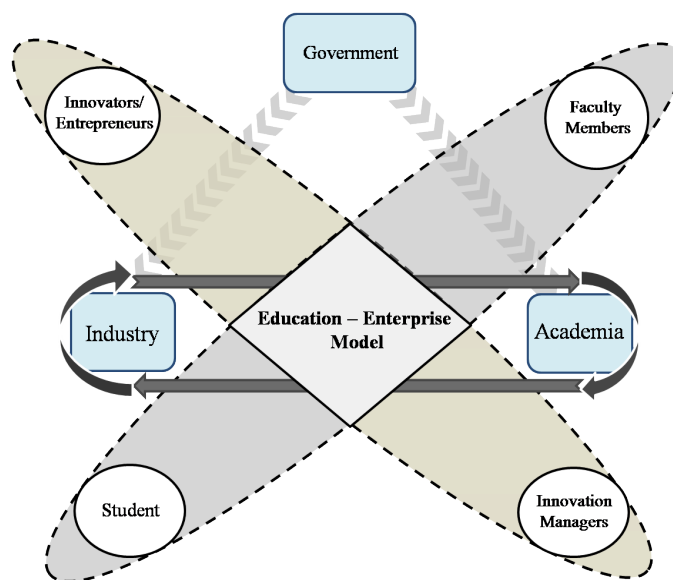 Government
Innovators/
Entrepreneurs
Faculty
Members
Industry
Education – Enterprise
Model
Academia
Student
Innovation
Managers